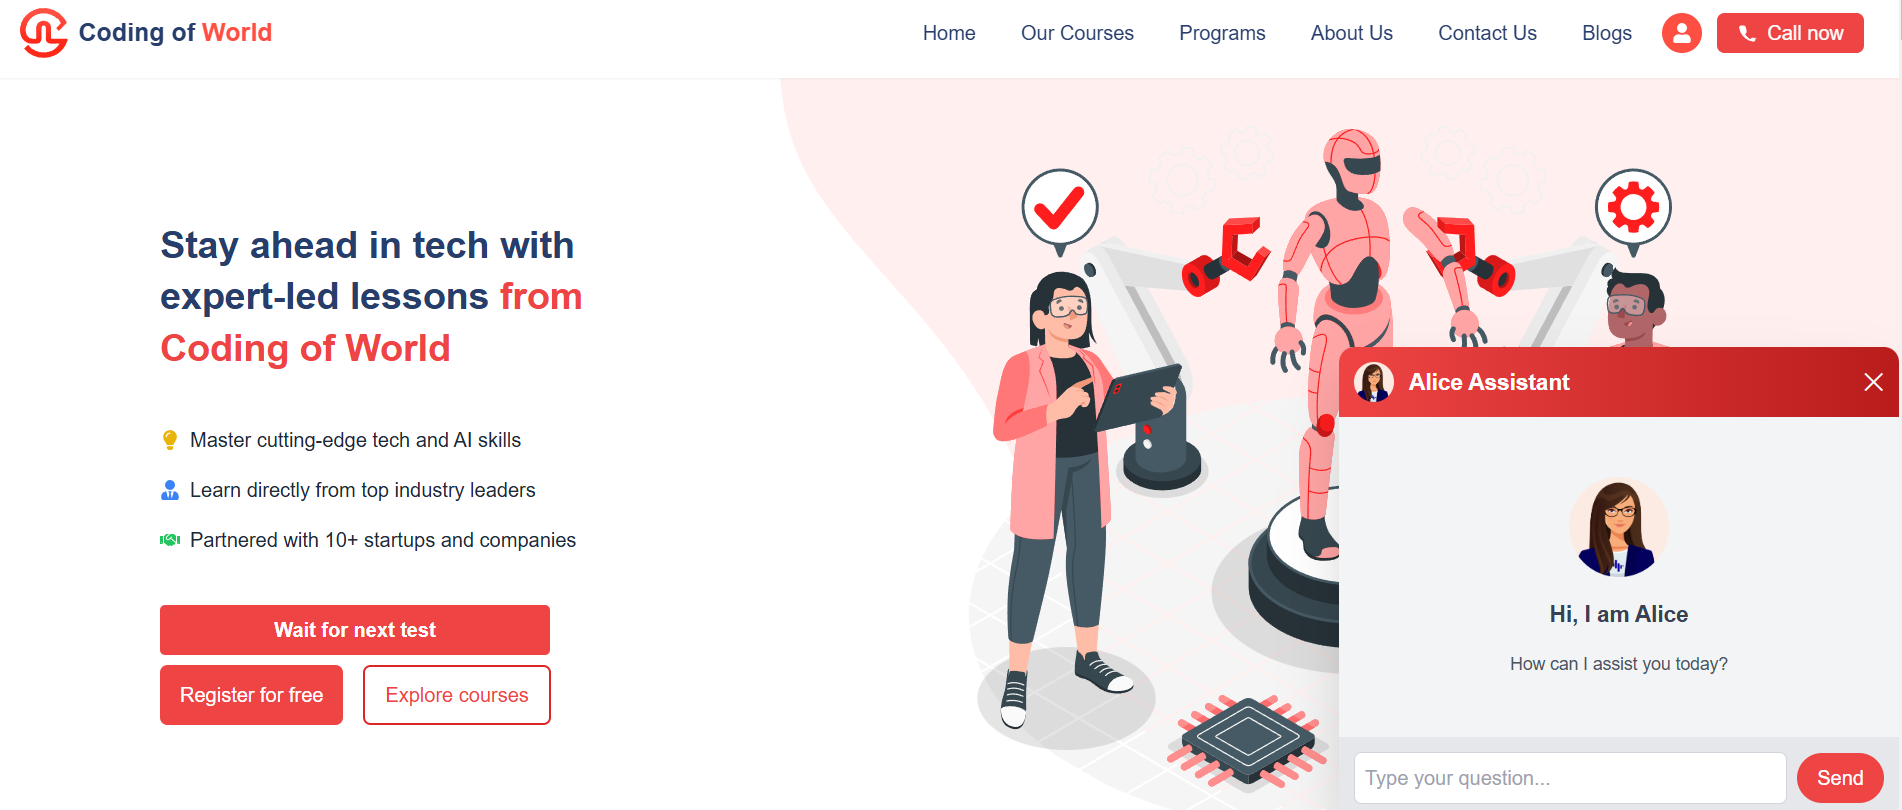 Coding of World
Home
Our Courses
Programs
About Us
Contact Us
Blogs
Call now
Stay ahead in tech with
expert-led lessons from
Coding of World
Master cutting-edge tech and AI skills
Learn directly from top industry leaders
Partnered with 10+ startups and companies
Wait for next test
Register for free
Explore courses
Alice Assistant
Hi, I am Alice
How can I assist you today?
Type your question...
Send